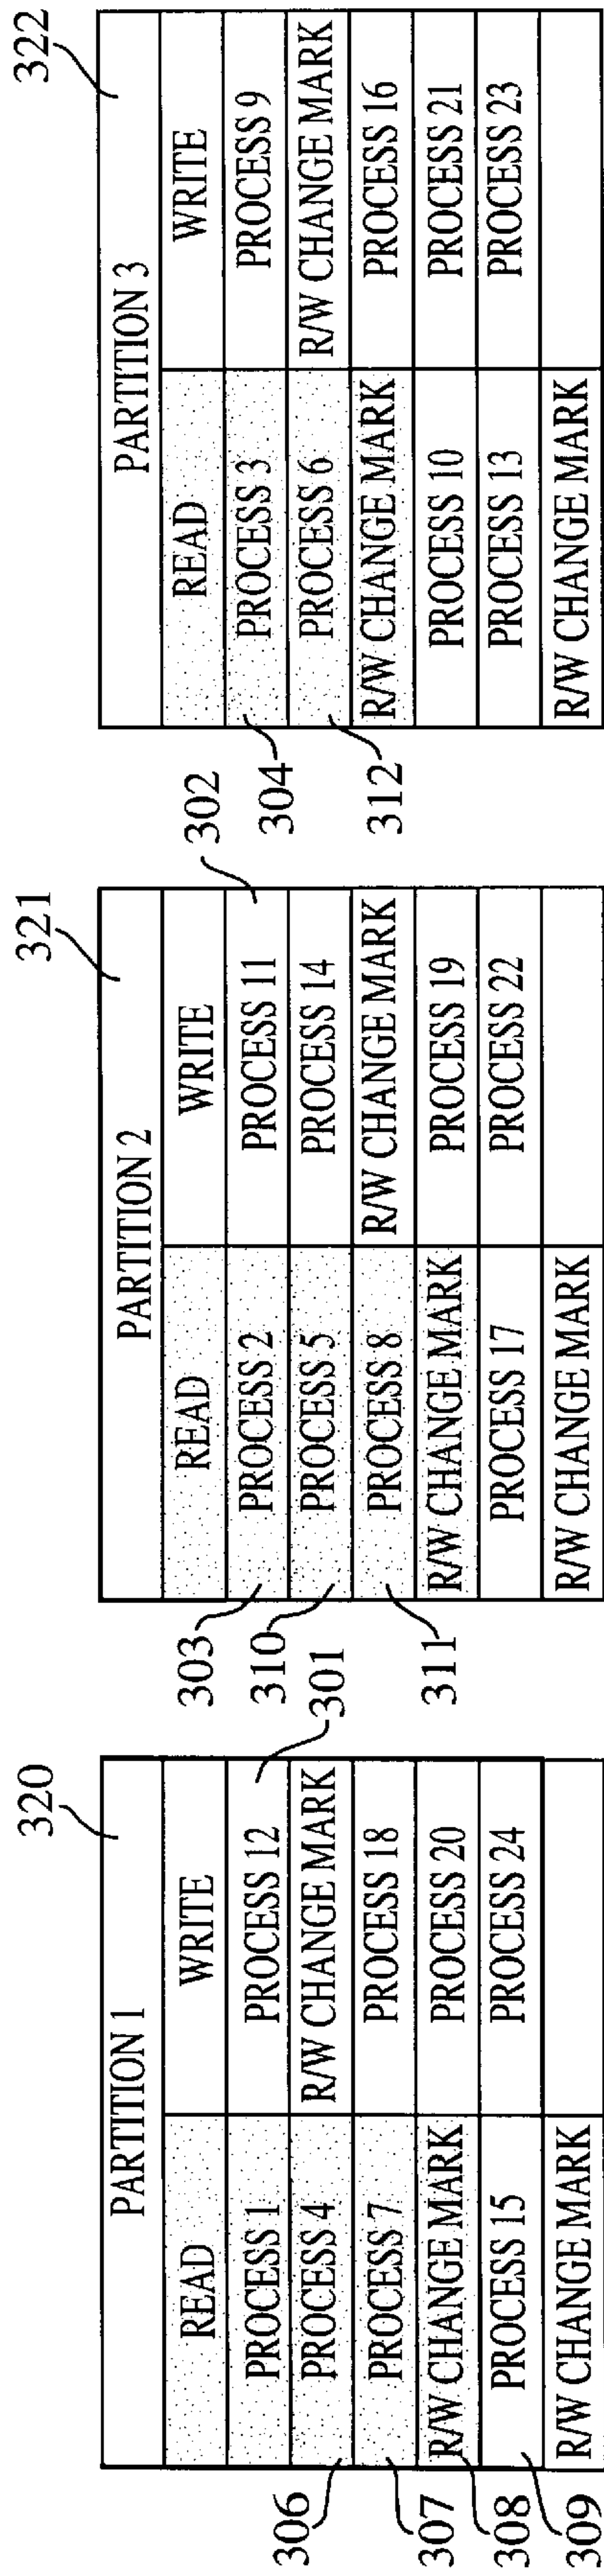 320
PARTITION 1
READ WRITE
PROCESS 1 PROCESS 12 301
306 PROCESS 4 R/W CHANGE MARK
307 PROCESS 7 PROCESS 18
308 R/W CHANGE MARK PROCESS 20
309 PROCESS 15 PROCESS 24
R/W CHANGE MARK
321
PARTITION 2
READ WRITE
303 PROCESS 2 PROCESS 11 302
310 PROCESS 5 PROCESS 14
311 PROCESS 8 R/W CHANGE MARK
R/W CHANGE MARK PROCESS 19
PROCESS 17 PROCESS 22
R/W CHANGE MARK
322
PARTITION 3
READ WRITE
304 PROCESS 3 PROCESS 9
312 PROCESS 6 R/W CHANGE MARK
R/W CHANGE MARK PROCESS 16
PROCESS 10 PROCESS 21
PROCESS 13 PROCESS 23
R/W CHANGE MARK